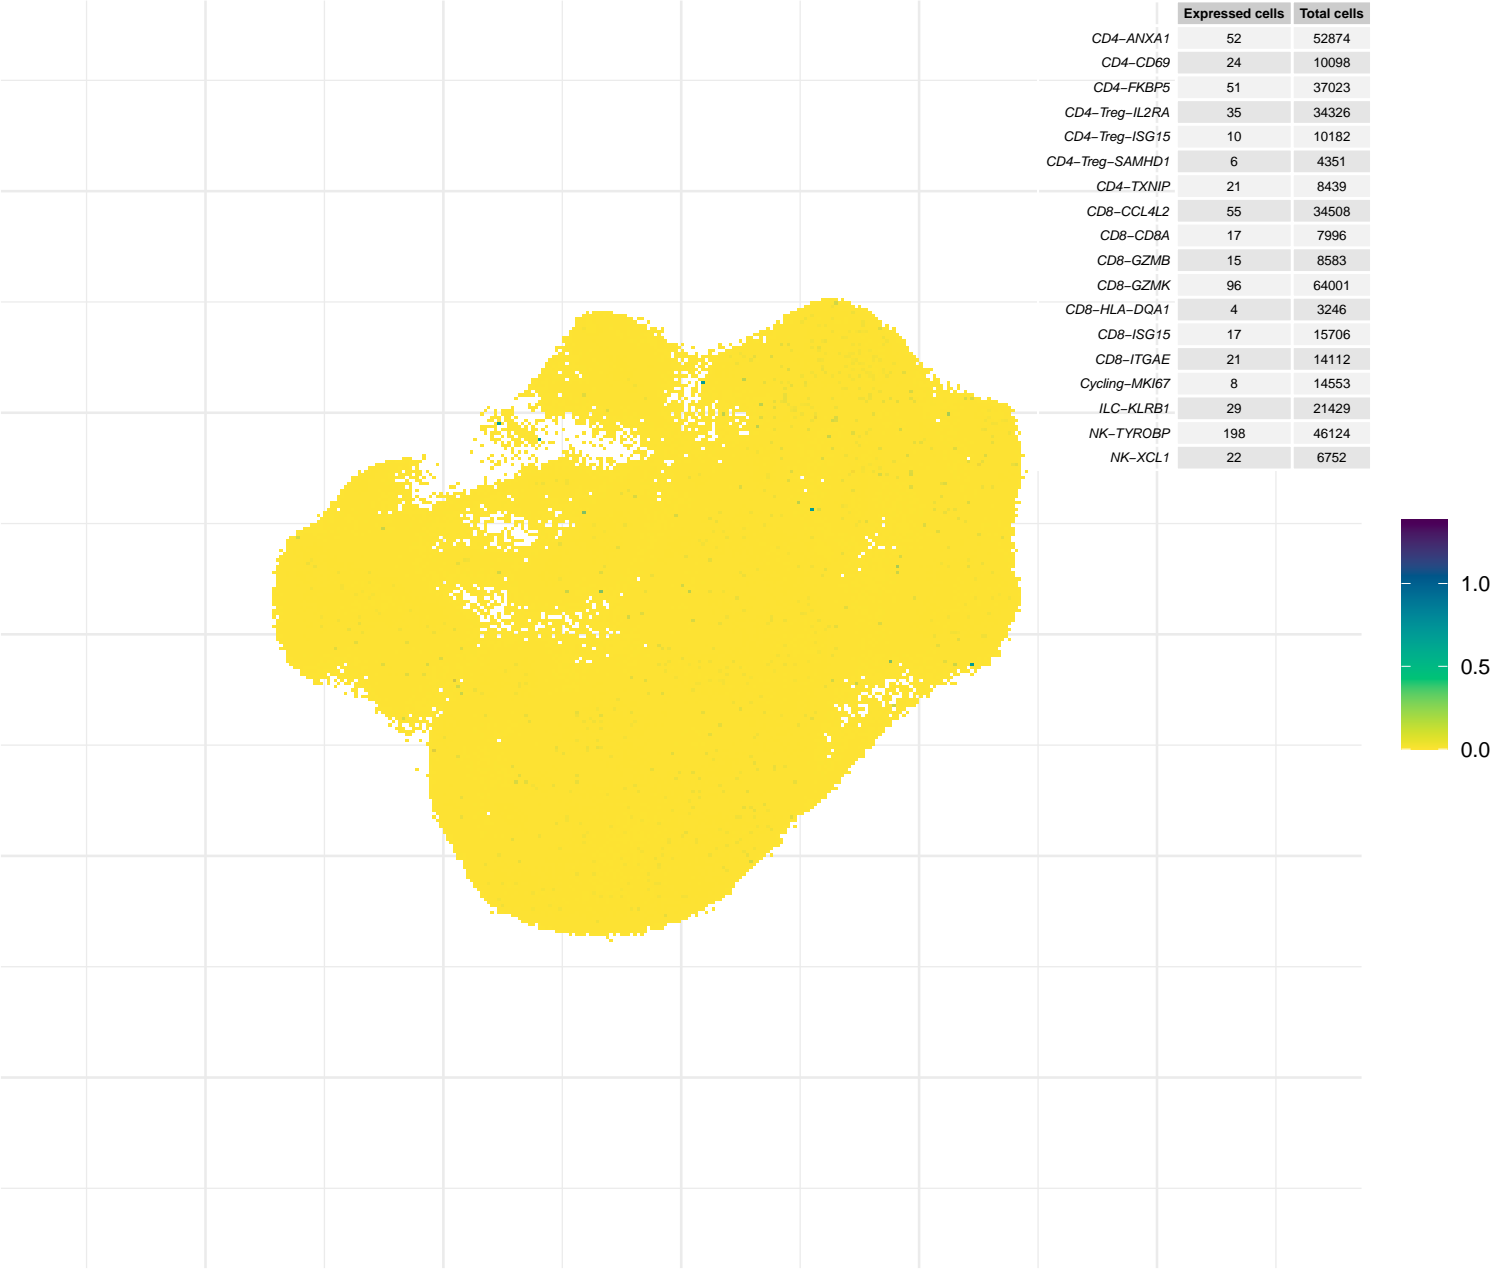 Expressed cells Total cells
CD4−ANXA1 52 52874
CD4−CD69 24 10098
CD4−FKBP5 51 37023
CD4−Treg−IL2RA 35 34326
CD4−Treg−ISG15 10 10182
CD4−Treg−SAMHD1 6 4351
CD4−TXNIP 21 8439
CD8−CCL4L2 55 34508
CD8−CD8A 17 7996
CD8−GZMB 15 8583
CD8−GZMK 96 64001
CD8−HLA−DQA1 4 3246
CD8−ISG15 17 15706
CD8−ITGAE 21 14112
Cycling−MKI67 8 14553
ILC−KLRB1 29 21429
NK−TYROBP 198 46124
NK−XCL1 22 6752
1.0
0.5
0.0